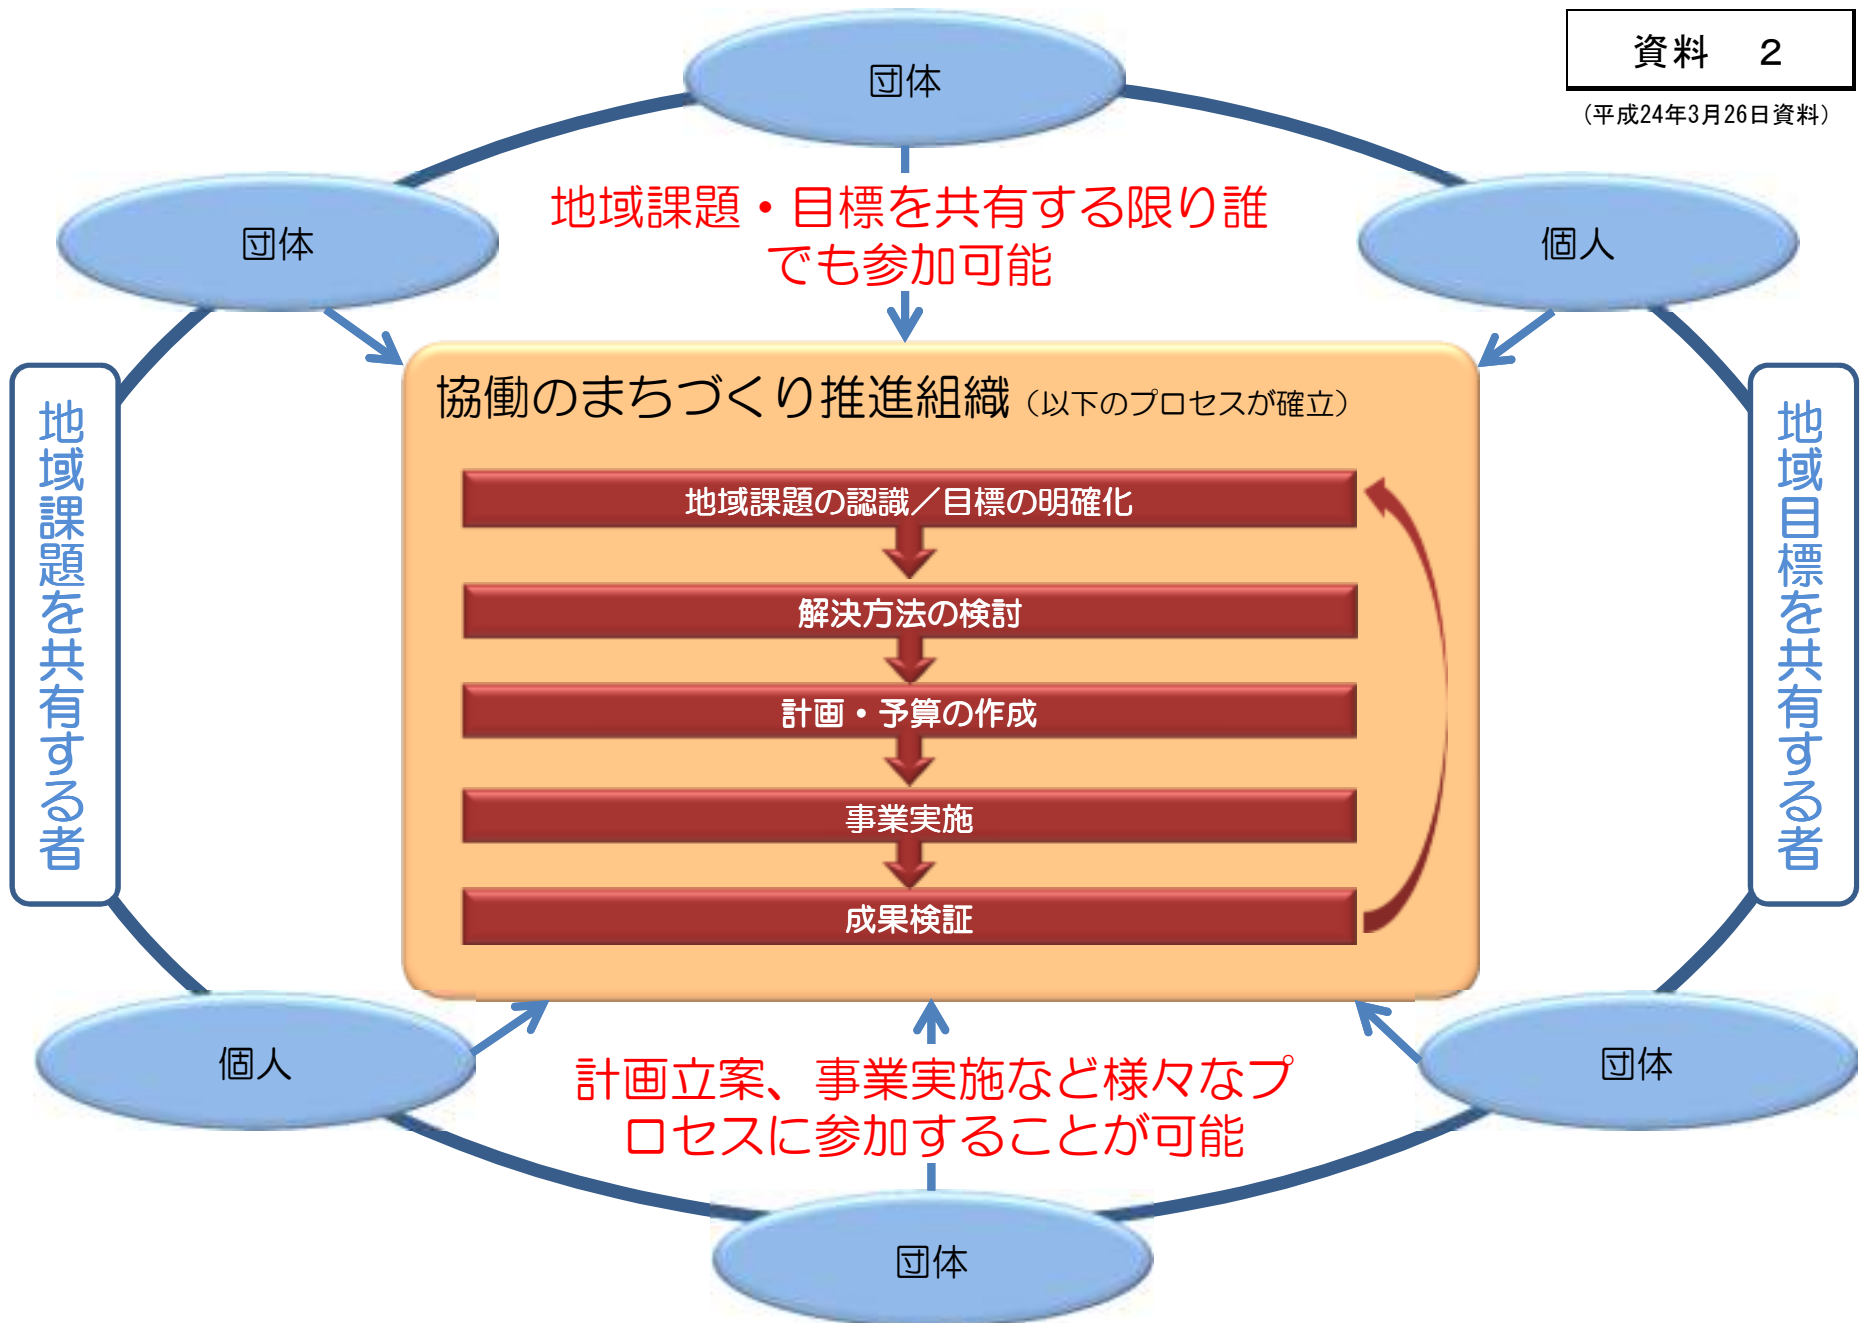 資料　２
（平成24年3月26日資料）
団体
団体
個人
地域課題・目標を共有する限り誰
でも参加可能
地域課題を共有する者
地域目標を共有する者
協働のまちづくり推進組織（以下のプロセスが確立）
地域課題の認識／目標の明確化
解決方法の検討
計画・予算の作成
事業実施
成果検証
個人
団体
計画立案、事業実施など様々なプ
ロセスに参加することが可能
団体